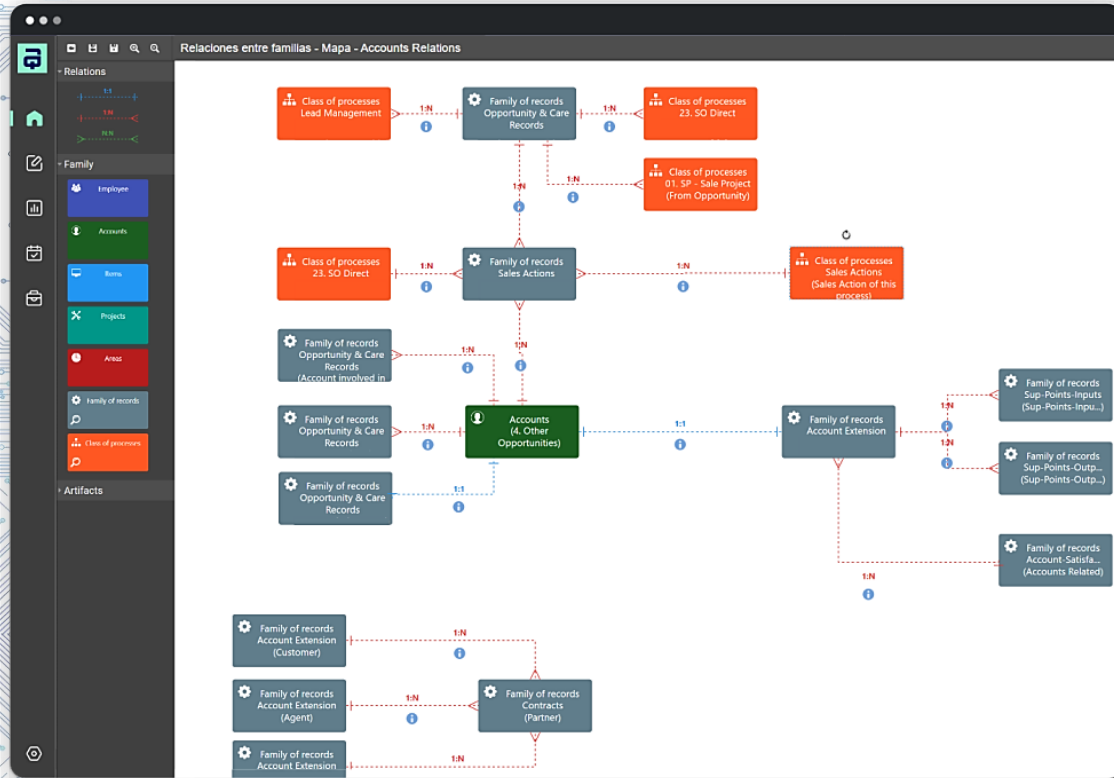 Relaciones entre familias - Mapa - Accounts Relations
Relations
1:1
1:N
N:N
Family
Employee
Accounts
Items
Projects
Areas
Family of records
Class of processes
Artifacts
Class of processes
Lead Management
1:N
Family of records
Opportunity & Care
Records
1:N
Class of processes
23. SO Direct
1:N
1:N
Class of processes
01. SP - Sale Project
(From Opportunity)
Class of processes
23. SO Direct
1:N
Family of records
Sales Actions
1:N
Class of processes
Sales Actions
(Sales Action of this
process)
Family of records
Opportunity & Care
Records
(Account involved in
1:N
1:N
Family of records
Opportunity & Care
Records
1:N
Accounts
(4. Other
Opportunities)
1:1
Family of records
Account Extension
1:N
1:N
Family of records
Sup-Points-Inputs
(Sup-Points-Inpu...)
Family of records
Sup-Points-Outp...
(Sup-Points-Outp...)
Family of records
Opportunity & Care
Records
1:1
Family of records
Account-Satisfa...
(Accounts Related)
1:N
Family of records
Account Extension
(Customer)
1:N
Family of records
Account Extension
(Agent)
1:N
Family of records
Contracts
(Partner)
Family of records
Account Extension
1:N